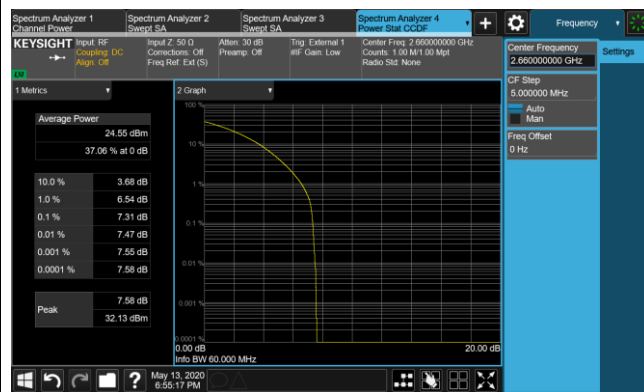 Spectrum Analyzer 1
Channel Power
Spectrum Analyzer 2
Swept SA
Spectrum Analyzer 3
Swept SA
Spectrum Analyzer 4
Power Stat CCDF
Frequency
KEYSIGHT
Input: RF
Coupling: DC
Align: Off
Input Z: 50 Ω
Corrections: Off
Freq Ref: Ext (S)
Atten: 30 dB
Preamp: Off
Trig: External 1
#IF Gain: Low
Center Freq: 2.660000000 GHz
Counts: 1.00 M/1.00 Mpt
Radio Std: None
Center Frequency
2.660000000 GHz
Settings
CF Step
5.000000 MHz
Auto
Man
Freq Offset
0 Hz
1 Metrics
Average Power
24.55 dBm
37.06 % at 0 dB
10.0 % 3.68 dB
1.0 % 6.54 dB
0.1 % 7.31 dB
0.01 % 7.47 dB
0.001 % 7.55 dB
0.0001 % 7.58 dB
Peak
7.58 dB
32.13 dBm
2 Graph
100 %
10 %
1 %
0.1 %
0.01 %
0.001 %
0.0001 %
0.00 dB
20.00 dB
Info BW 60.000 MHz
May 13, 2020
6:55:17 PM